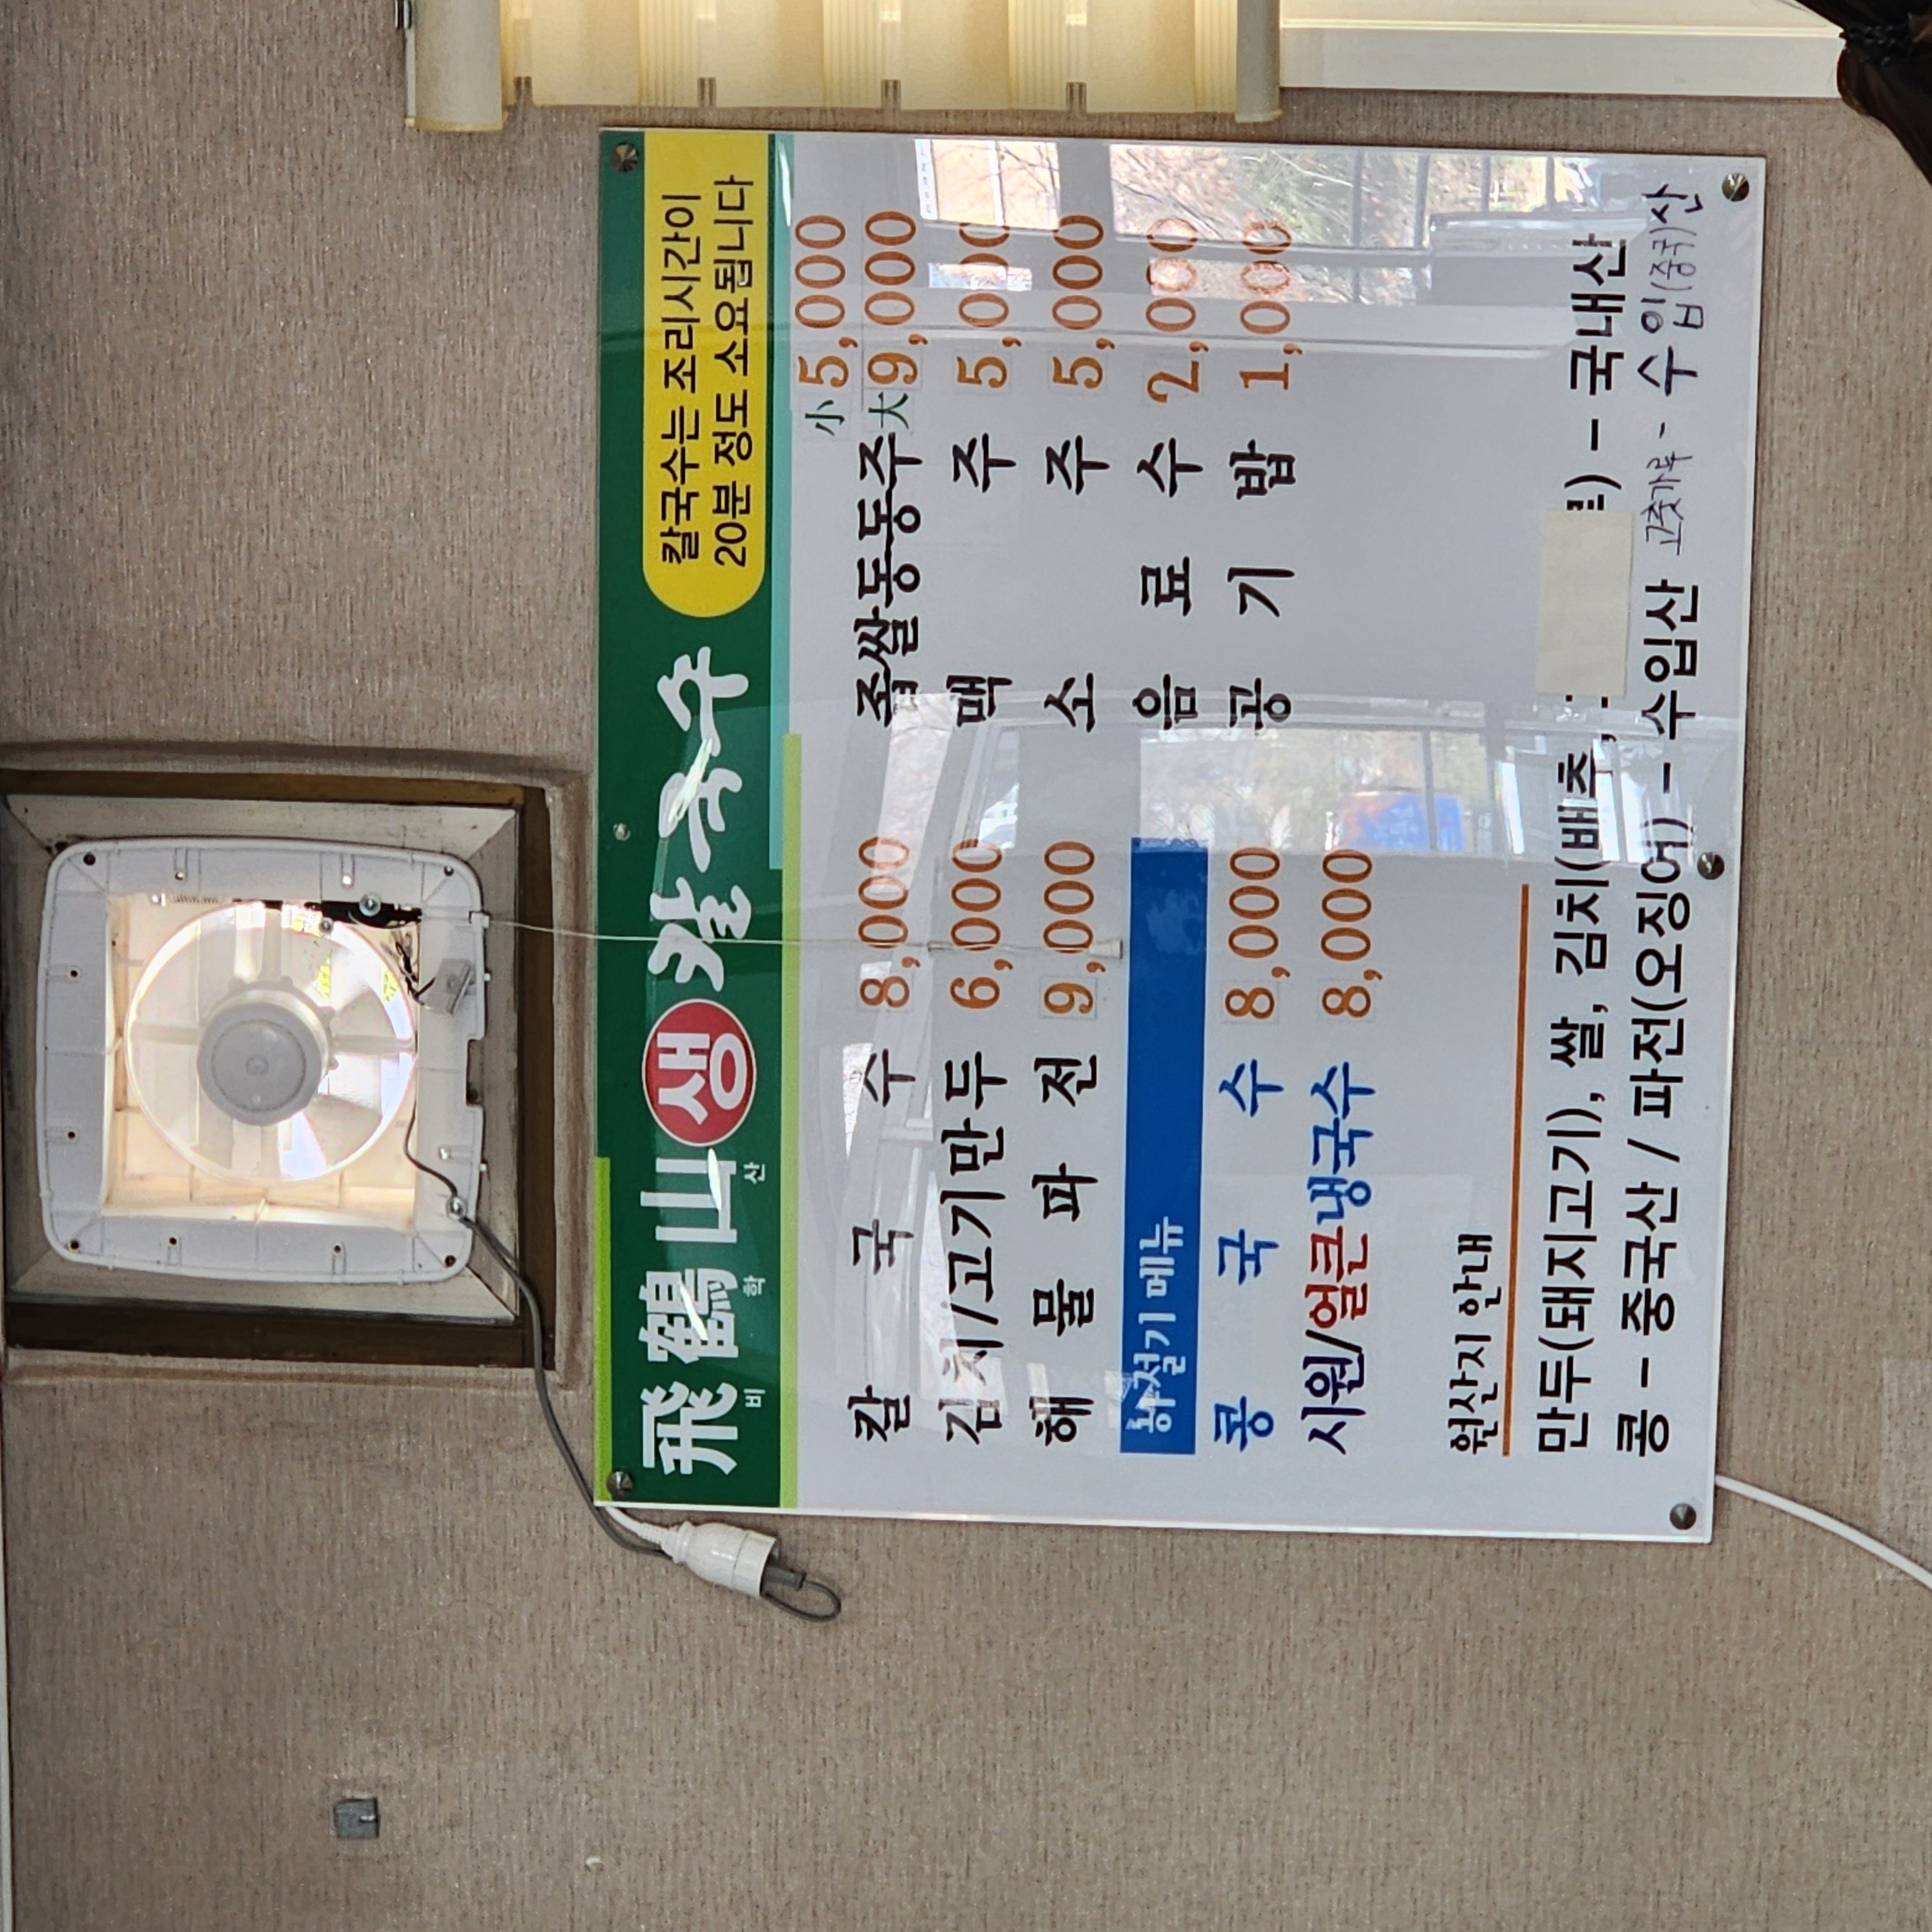 飛鶴山 생 칼국수
비 학 산
칼국수는 조리시간이
20분 정도 소요됩니다
칼 국 수 8,000
김치/고기만두 6,000
해 물 파 전 9,000
하절기 메뉴
콩 국 수 8,000
시원/얼큰냉국수 8,000
小 5,000
좁쌀동동주 大 9,000
맥 주 5,000
소 주 5,000
음 료 수 2,000
공 기 밥 1,000
원산지 안내
만두(돼지고기), 쌀, 김치(배추, ) - 국내산
콩 - 중국산 / 파전(오징어) - 수입산 고춧가루 - 수입(중국)산